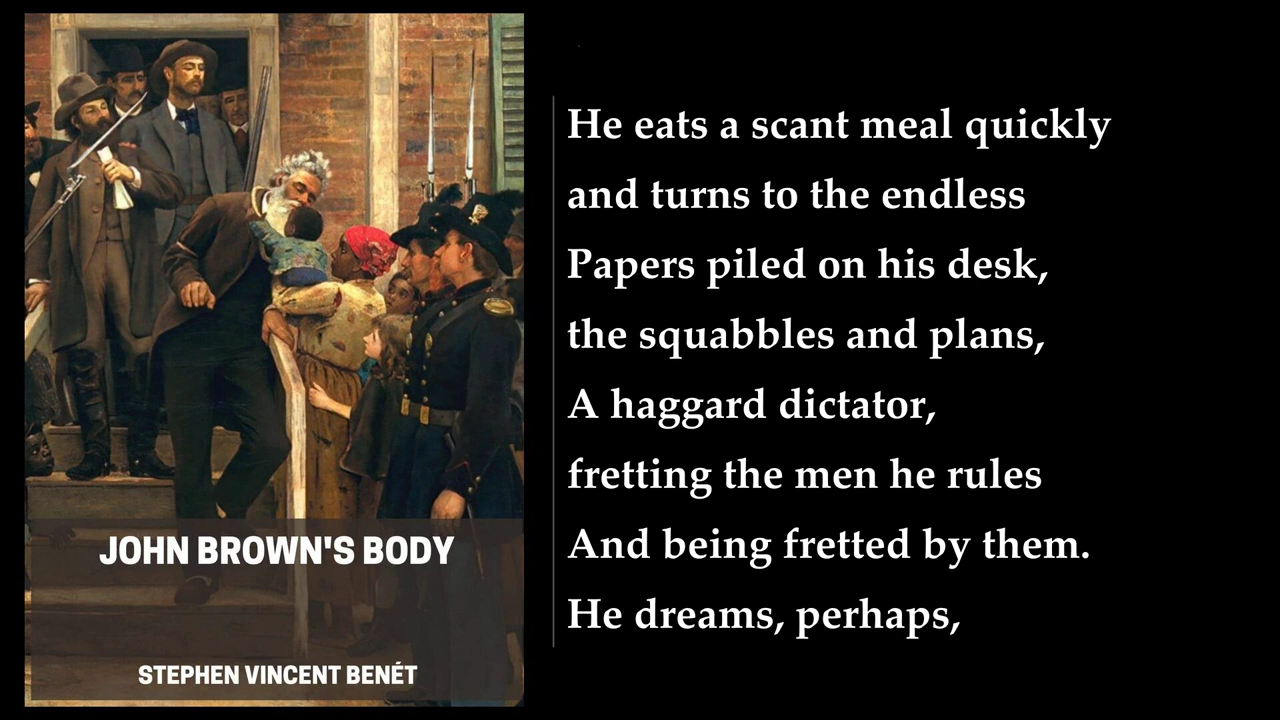 JOHN BROWN'S BODY
STEPHEN VINCENT BENÉT
He eats a scant meal quickly
and turns to the endless
Papers piled on his desk,
the squabbles and plans,
A haggard dictator,
fretting the men he rules
And being fretted by them.
He dreams, perhaps,